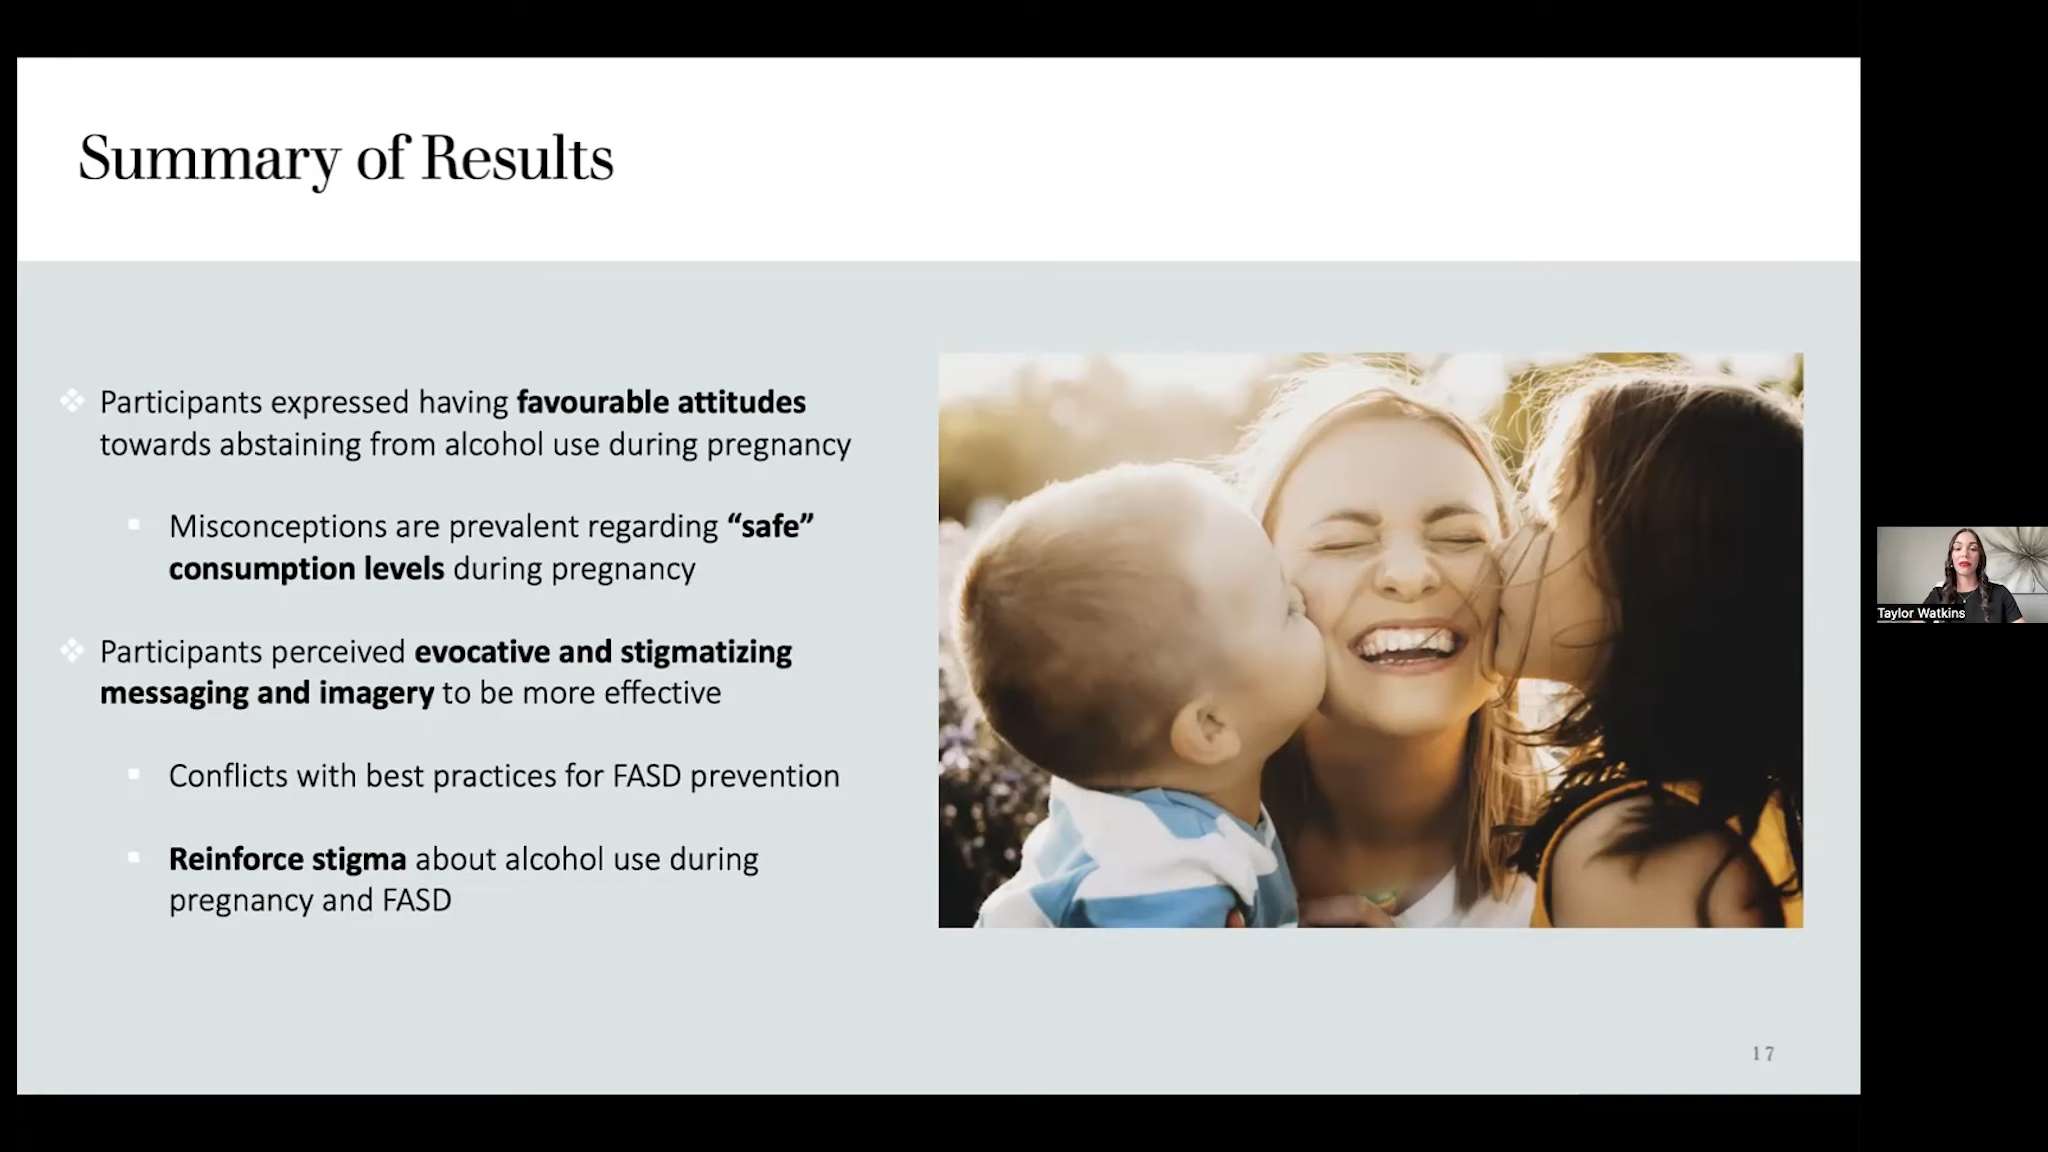 Summary of Results
Participants expressed having favourable attitudes
towards abstaining from alcohol use during pregnancy
Misconceptions are prevalent regarding “safe”
consumption levels during pregnancy
Participants perceived evocative and stigmatizing
messaging and imagery to be more effective
Conflicts with best practices for FASD prevention
Reinforce stigma about alcohol use during
pregnancy and FASD
Taylor Watkins
17